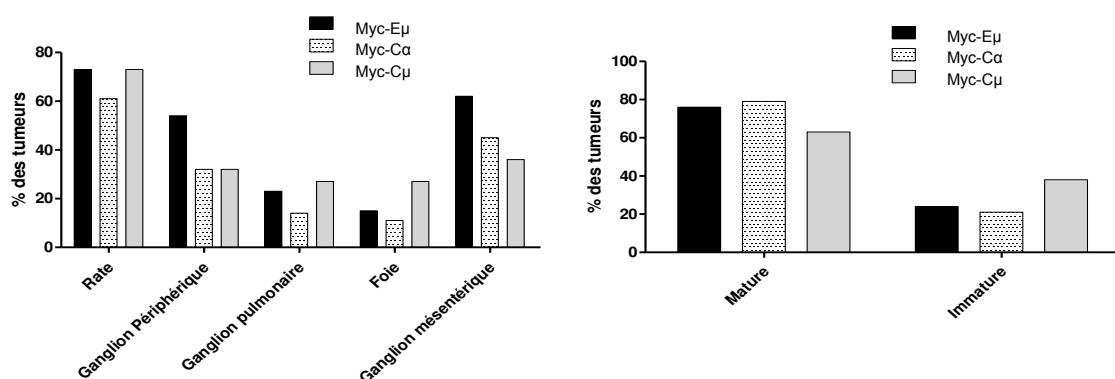 Myc-Eµ
Myc-Cα
Myc-Cµ
80
60
40
20
0
% des tumeurs
Rate
Ganglion Périphérique
Ganglion pulmonaire
Foie
Ganglion mésentérique
Myc-Eµ
Myc-Cα
Myc-Cµ
100
80
60
40
20
0
% des tumeurs
Mature
Immature